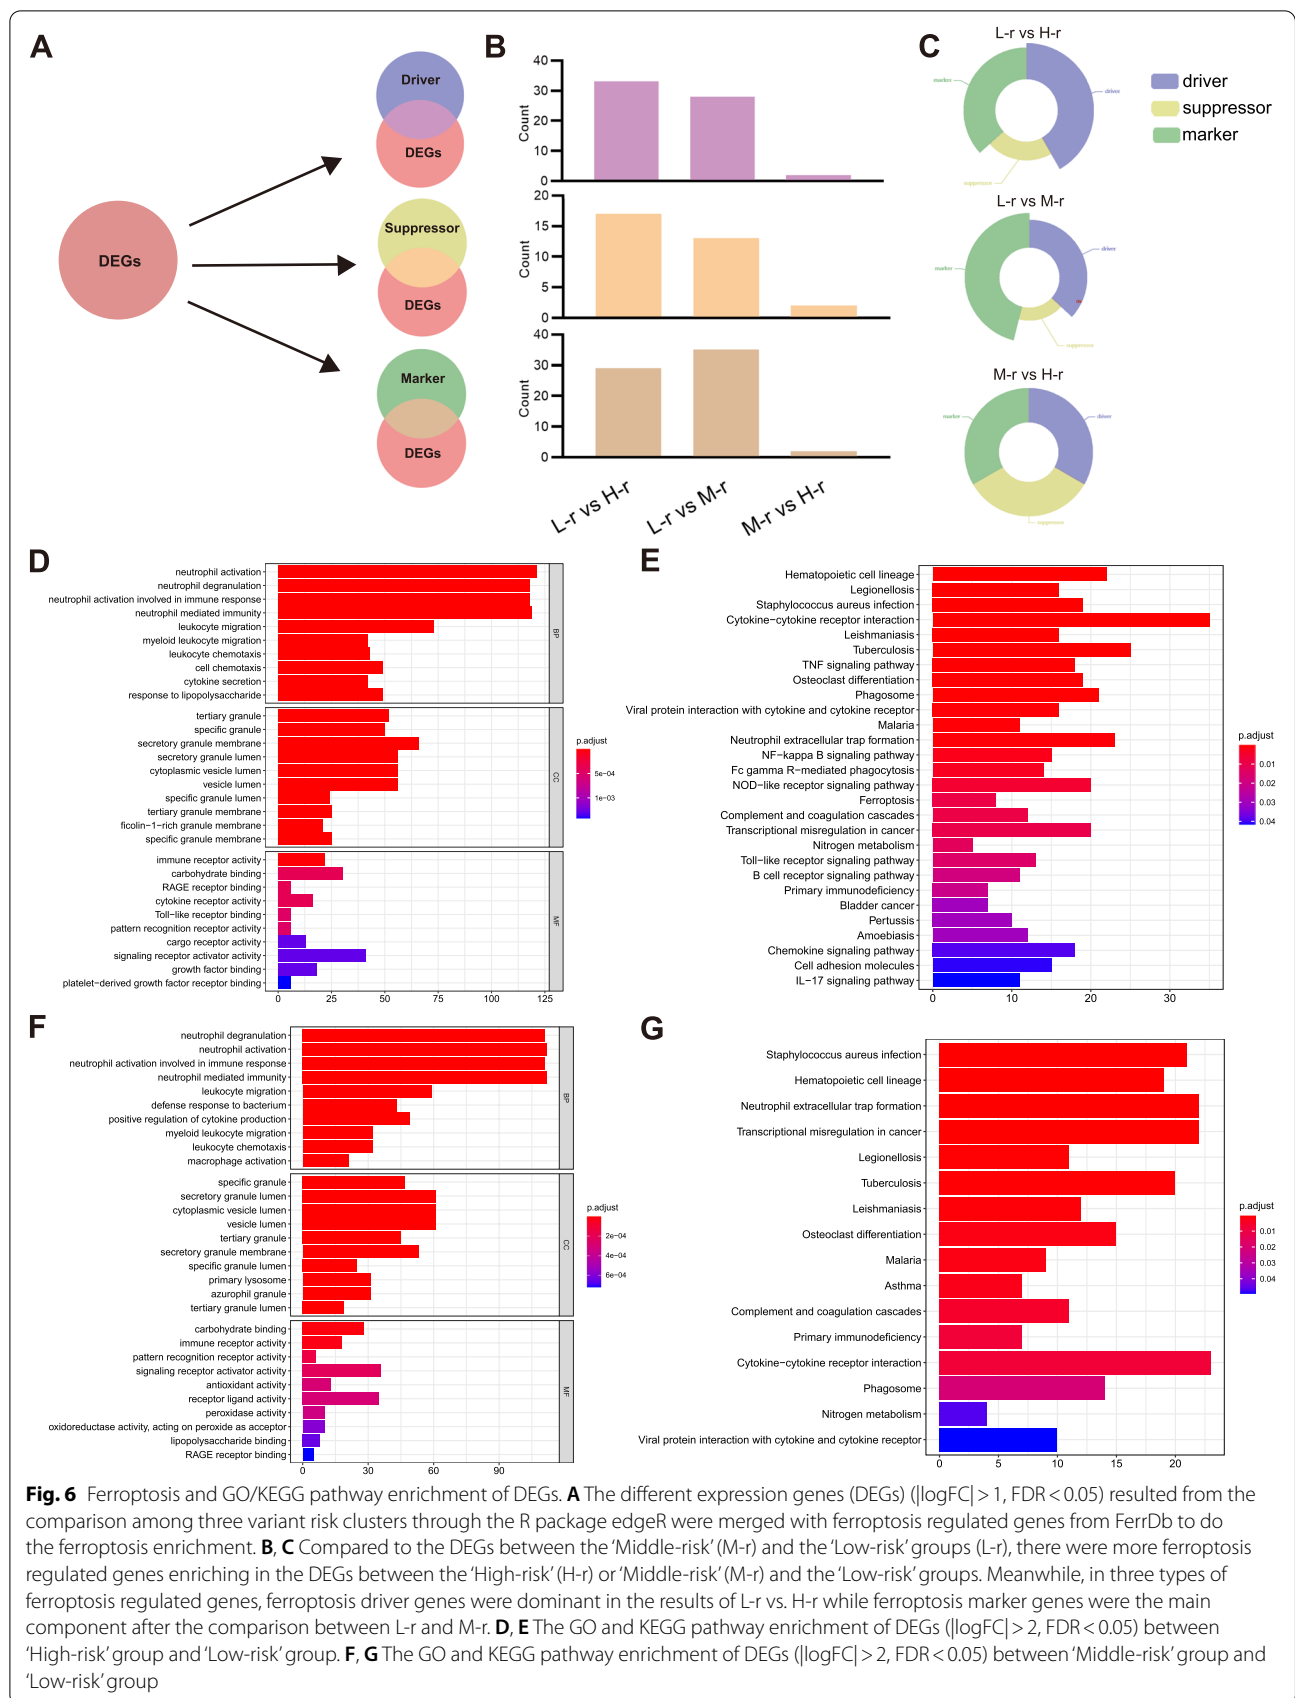 A
DEGs
Driver
DEGs
Suppressor
DEGs
Marker
DEGs
B
40
30
20
10
0
Count
20
15
10
5
0
Count
40
30
20
10
0
Count
L-r vs H-r
L-r vs M-r
M-r vs H-r
C
L-r vs H-r
marker
driver
suppressor
driver
suppressor
marker
L-r vs M-r
marker
driver
suppressor
M-r vs H-r
marker
driver
suppressor
D
neutrophil activation
neutrophil degranulation
neutrophil activation involved in immune response
neutrophil mediated immunity
leukocyte migration
myeloid leukocyte migration
leukocyte chemotaxis
cell chemotaxis
cytokine secretion
response to lipopolysaccharide
BP
tertiary granule
specific granule
secretory granule membrane
secretory granule lumen
cytoplasmic vesicle lumen
vesicle lumen
specific granule lumen
tertiary granule membrane
ficolin−1−rich granule membrane
specific granule membrane
CC
immune receptor activity
carbohydrate binding
RAGE receptor binding
cytokine receptor activity
Toll−like receptor binding
pattern recognition receptor activity
cargo receptor activity
signaling receptor activator activity
growth factor binding
platelet−derived growth factor receptor binding
MF
0 25 50 75 100 125
p.adjust
5e−04
1e−03
E
Hematopoietic cell lineage
Legionellosis
Staphylococcus aureus infection
Cytokine−cytokine receptor interaction
Leishmaniasis
Tuberculosis
TNF signaling pathway
Osteoclast differentiation
Phagosome
Viral protein interaction with cytokine and cytokine receptor
Malaria
Neutrophil extracellular trap formation
NF−kappa B signaling pathway
Fc gamma R−mediated phagocytosis
NOD−like receptor signaling pathway
Ferroptosis
Complement and coagulation cascades
Transcriptional misregulation in cancer
Nitrogen metabolism
Toll−like receptor signaling pathway
B cell receptor signaling pathway
Primary immunodeficiency
Bladder cancer
Pertussis
Amoebiasis
Chemokine signaling pathway
Cell adhesion molecules
IL−17 signaling pathway
0 10 20 30
p.adjust
0.01
0.02
0.03
0.04
F
neutrophil degranulation
neutrophil activation
neutrophil activation involved in immune response
neutrophil mediated immunity
leukocyte migration
defense response to bacterium
positive regulation of cytokine production
myeloid leukocyte migration
leukocyte chemotaxis
macrophage activation
BP
specific granule
secretory granule lumen
cytoplasmic vesicle lumen
vesicle lumen
tertiary granule
secretory granule membrane
specific granule lumen
primary lysosome
azurophil granule
tertiary granule lumen
CC
carbohydrate binding
immune receptor activity
pattern recognition receptor activity
signaling receptor activator activity
antioxidant activity
receptor ligand activity
peroxidase activity
oxidoreductase activity, acting on peroxide as acceptor
lipopolysaccharide binding
RAGE receptor binding
MF
0 30 60 90
p.adjust
2e−04
4e−04
6e−04
G
Staphylococcus aureus infection
Hematopoietic cell lineage
Neutrophil extracellular trap formation
Transcriptional misregulation in cancer
Legionellosis
Tuberculosis
Leishmaniasis
Osteoclast differentiation
Malaria
Asthma
Complement and coagulation cascades
Primary immunodeficiency
Cytokine−cytokine receptor interaction
Phagosome
Nitrogen metabolism
Viral protein interaction with cytokine and cytokine receptor
0 5 10 15 20
p.adjust
0.01
0.02
0.03
0.04
Fig. 6 Ferroptosis and GO/KEGG pathway enrichment of DEGs. A The different expression genes (DEGs) (|logFC| > 1, FDR < 0.05) resulted from the
comparison among three variant risk clusters through the R package edgeR were merged with ferroptosis regulated genes from FerrDb to do
the ferroptosis enrichment. B, C Compared to the DEGs between the ‘Middle-risk’ (M-r) and the ‘Low-risk’ groups (L-r), there were more ferroptosis
regulated genes enriching in the DEGs between the ‘High-risk’ (H-r) or ‘Middle-risk’ (M-r) and the ‘Low-risk’ groups. Meanwhile, in three types of
ferroptosis regulated genes, ferroptosis driver genes were dominant in the results of L-r vs. H-r while ferroptosis marker genes were the main
component after the comparison between L-r and M-r. D, E The GO and KEGG pathway enrichment of DEGs (|logFC| > 2, FDR < 0.05) between
‘High-risk’ group and ‘Low-risk’ group. F, G The GO and KEGG pathway enrichment of DEGs (|logFC| > 2, FDR < 0.05) between ‘Middle-risk’ group and
‘Low-risk’ group